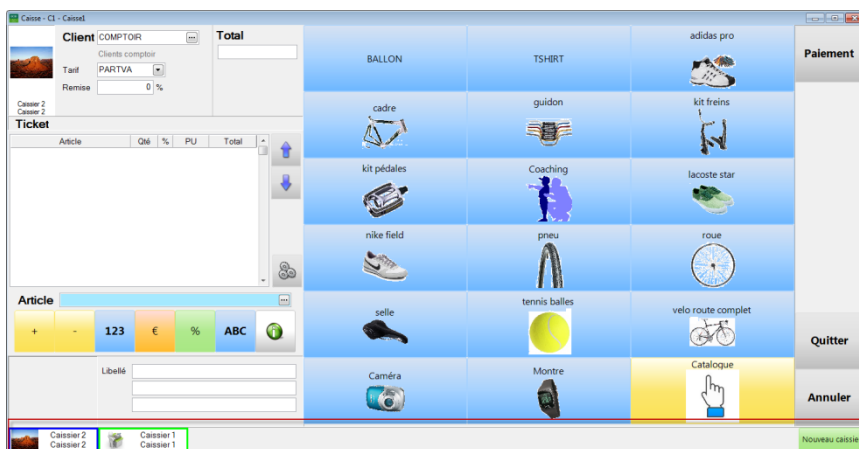 Caisse - C1 - Caisse1
Client COMPTOIR ...
Clients comptoir
Tarif PARTVA
Remise 0 %
Caissier 2
Caissier 2
Total
Ticket
Article Qté % PU Total
Article ...
+ - 123 € % ABC
Libellé
BALLON
TSHIRT
adidas pro
cadre
guidon
kit freins
kit pédales
Coaching
lacoste star
nike field
pneu
roue
selle
tennis balles
velo route complet
Caméra
Montre
Catalogue
Paiement
Quitter
Annuler
Caissier 2
Caissier 2
Caissier 1
Caissier 1
Nouveau caissie